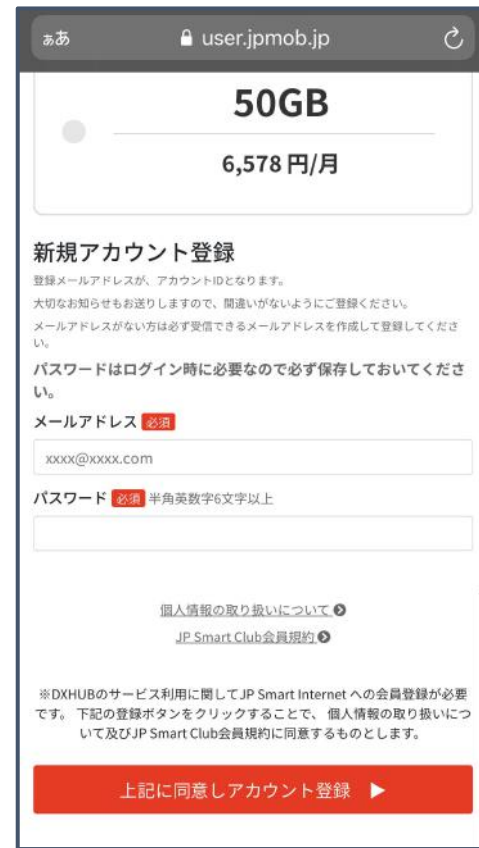 ぁあ user.jpmob.jp
50GB
6,578 円/月
新規アカウント登録
登録メールアドレスが、アカウントIDとなります。
大切なお知らせもお送りしますので、間違いがないようにご登録ください。
メールアドレスがない方は必ず受信できるメールアドレスを作成して登録してくださ
い。
パスワードはログイン時に必要なので必ず保存しておいてくださ
い。
メールアドレス 必須
xxxx@xxxx.com
パスワード 必須 半角英数字6文字以上
個人情報の取り扱いについて
JP Smart Club会員規約
※DXHUBのサービス利用に関してJP Smart Internet への会員登録が必要
です。 下記の登録ボタンをクリックすることで、 個人情報の取り扱いにつ
いて及びJP Smart Club会員規約に同意するものとします。
上記に同意しアカウント登録 ▶